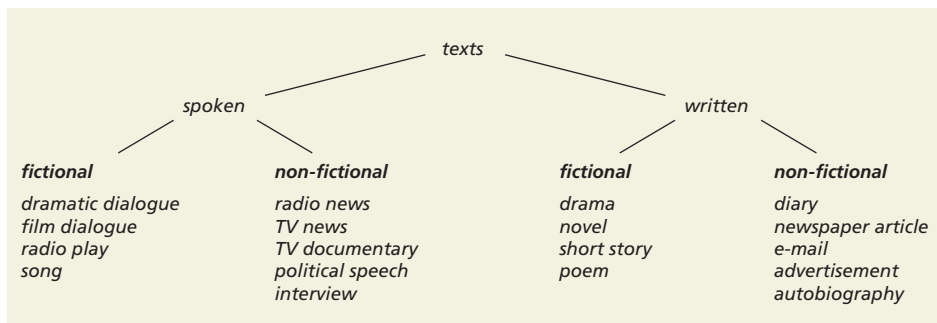 texts
spoken
written
fictional
dramatic dialogue
film dialogue
radio play
song
non-fictional
radio news
TV news
TV documentary
political speech
interview
fictional
drama
novel
short story
poem
non-fictional
diary
newspaper article
e-mail
advertisement
autobiography